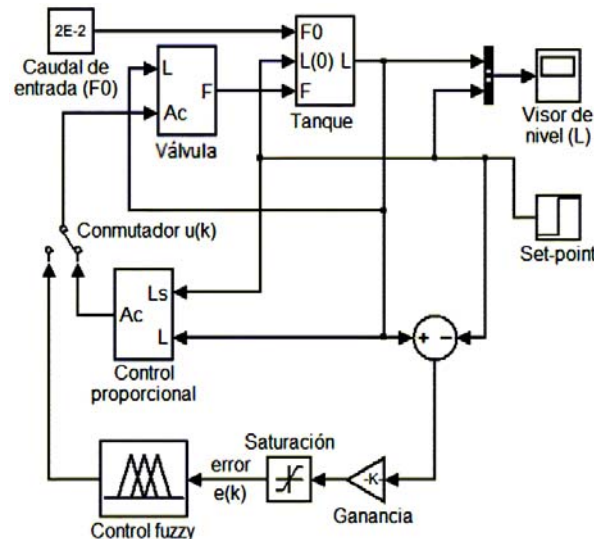 2E-2
Caudal de
entrada (F0)
L
Ac
F
Válvula
F0
L(0)
L
F
Tanque
Visor de
nivel (L)
Set-point
Conmutador u(k)
Ac
Ls
L
Control
proporcional
+
−
Saturación
error
e(k)
-K-
Ganancia
Control fuzzy